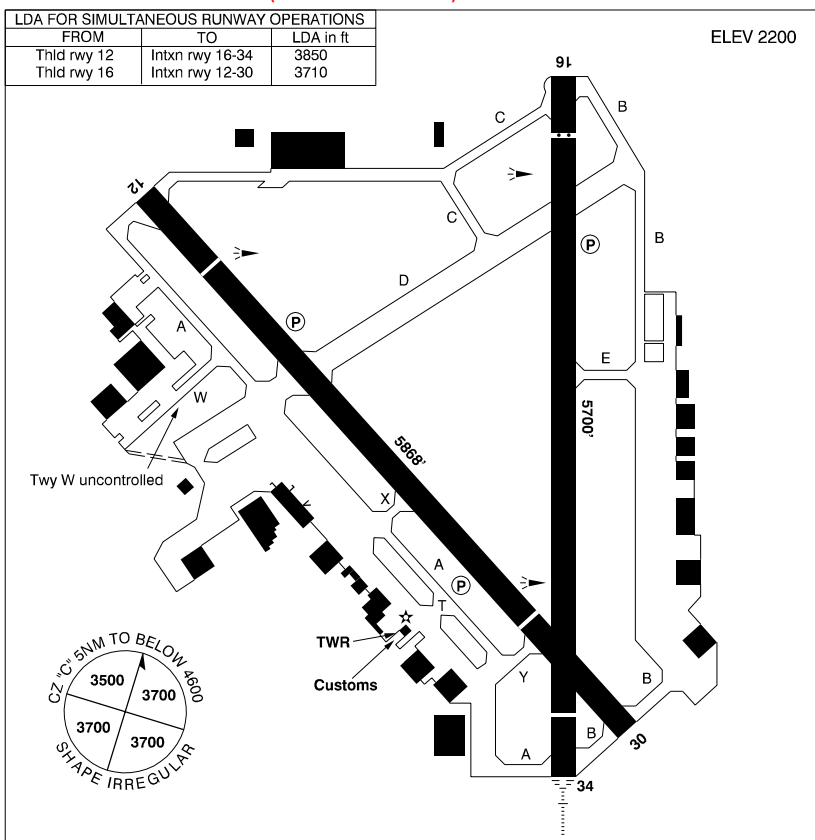 LDA FOR SIMULTANEOUS RUNWAY OPERATIONS
FROM TO LDA in ft
Thld rwy 12 Intxn rwy 16-34 3850
Thld rwy 16 Intxn rwy 12-30 3710
ELEV 2200
16
B
C
12
C
B
P
D
P
A
E
W
5700'
5868'
Twy W uncontrolled
X
A
P
T
TWR
Customs
Y
B
B
30
A
34
CZ "C" 5NM TO BELOW 4600
3500
3700
3700
3700
SHAPE IRREGULAR